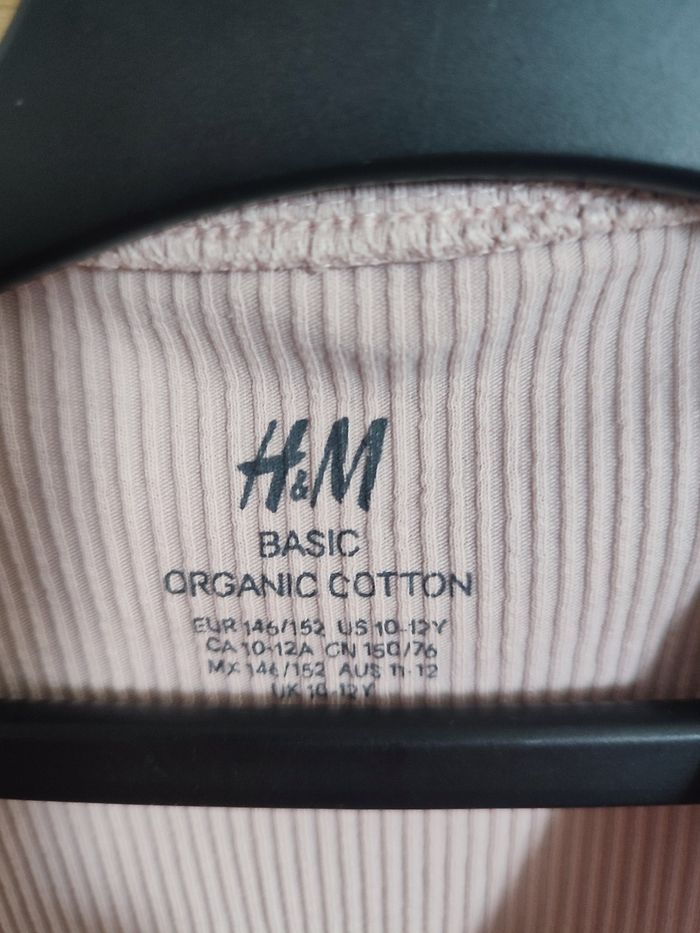 H&M
BASIC
ORGANIC COTTON
EUR 146/152 US 10-12Y
CA 10-12A CN 150/76
MX 146/152 AUS 11-12
UK 10-12Y